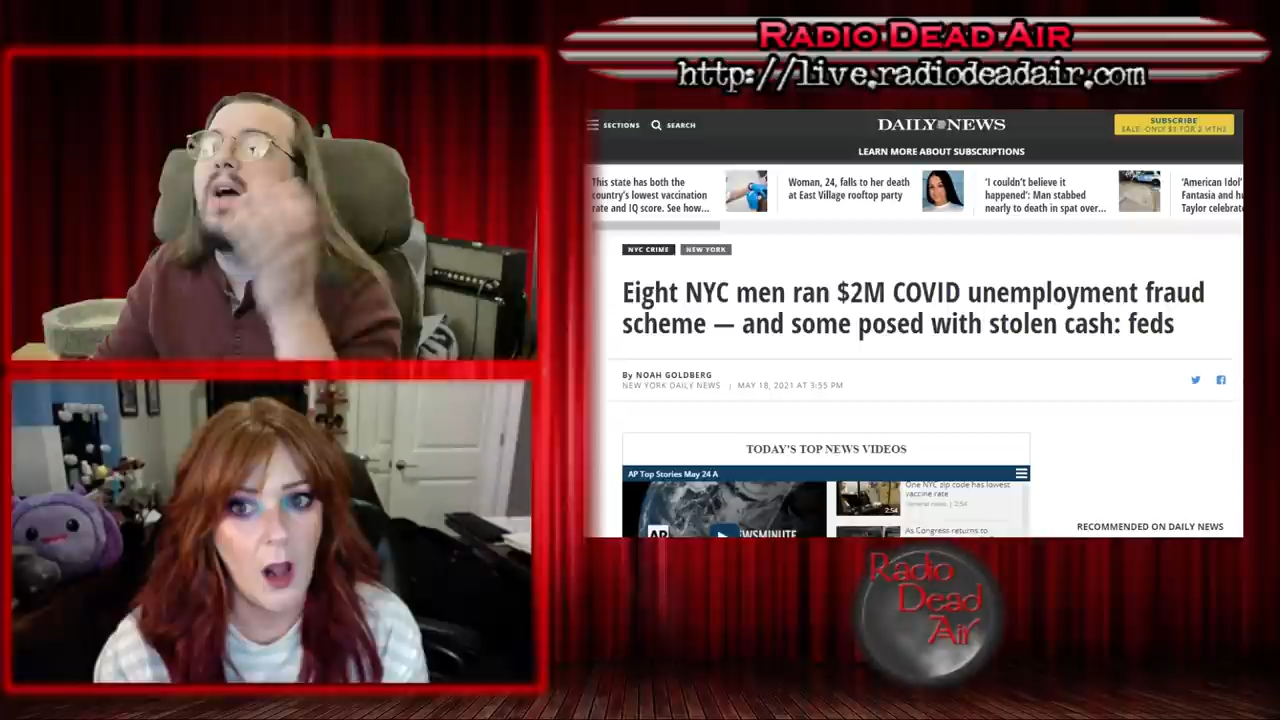 RADIO DEAD AIR
http://live.radiodeadair.com
SECTIONS
SEARCH
DAILY NEWS
SUBSCRIBE
LEARN MORE ABOUT SUBSCRIPTIONS
This state has both the
country's lowest vaccination
rate and IQ score. See how...
Woman, 24, falls to her death
at East Village rooftop party
'I couldn't believe it
happened': Man stabbed
nearly to death in spat over...
'American Idol'
Fantasia and hu
Taylor celebrate
NYC CRIME
NEW YORK
Eight NYC men ran $2M COVID unemployment fraud
scheme — and some posed with stolen cash: feds
By NOAH GOLDBERG
NEW YORK DAILY NEWS | MAY 18, 2021 AT 3:55 PM
TODAY'S TOP NEWS VIDEOS
AP Top Stories May 24 A
One NYC zip code has lowest
vaccine rate
2:54
As Congress returns to
AP
WSMINUTE
RECOMMENDED ON DAILY NEWS
Radio
Dead
Air